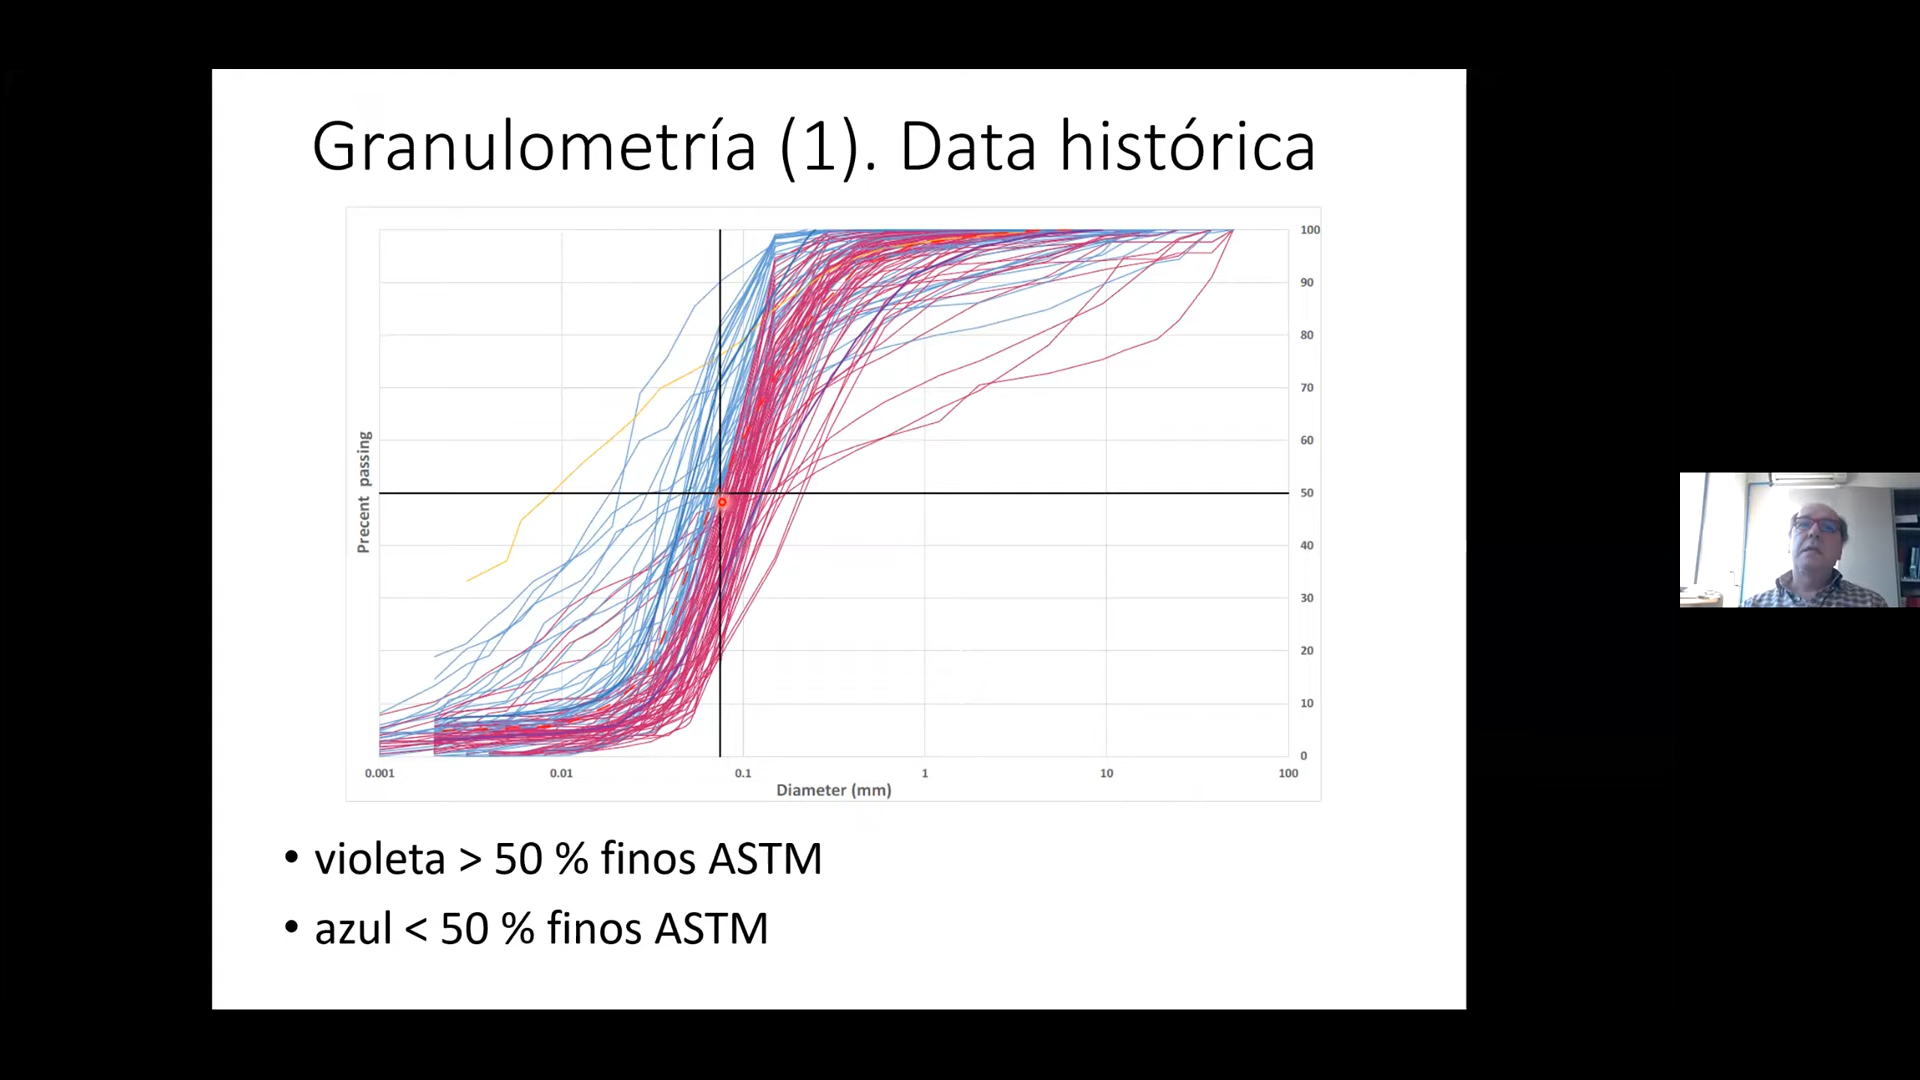 Granulometría (1). Data histórica
100
90
80
70
60
50
40
30
20
10
0
Precent passing
0.001 0.01 0.1 1 10 100
Diameter (mm)
• violeta > 50 % finos ASTM
• azul < 50 % finos ASTM